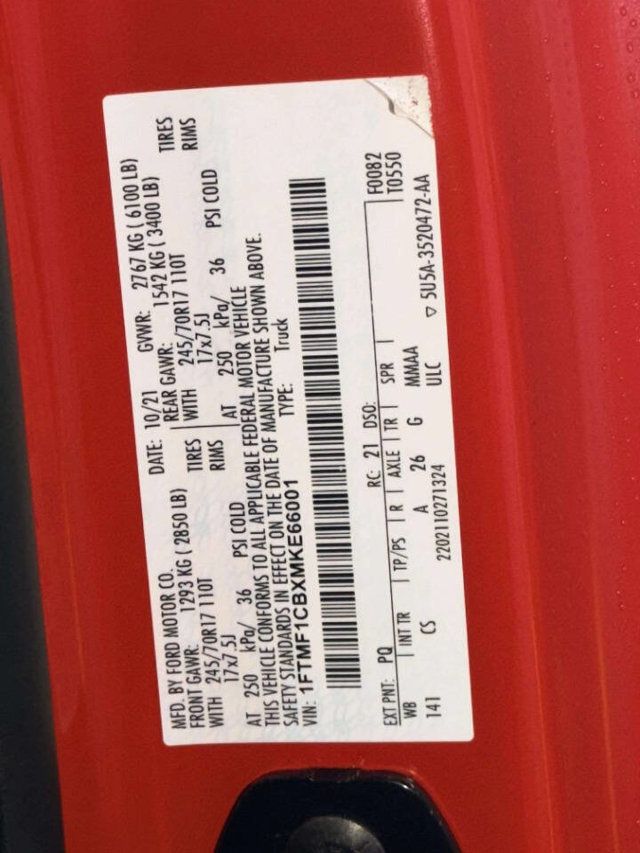 MFD. BY FORD MOTOR CO. DATE: 10/21 GVWR: 2767 KG ( 6100 LB)
FRONT GAWR: 1293 KG ( 2850 LB) REAR GAWR: 1542 KG ( 3400 LB)
WITH 245/70R17 110T TIRES WITH 245/70R17 110T TIRES
17x7.5J RIMS 17x7.5J RIMS
AT 250 kPa/ 36 PSI COLD AT 250 kPa/ 36 PSI COLD
THIS VEHICLE CONFORMS TO ALL APPLICABLE FEDERAL MOTOR VEHICLE
SAFETY STANDARDS IN EFFECT ON THE DATE OF MANUFACTURE SHOWN ABOVE.
VIN: 1FTMF1CBXMKE66001 TYPE: Truck
F0082
T0550
EXT PNT: PQ RC: 21 DSO:
WB INT TR TP/PS R AXLE TR SPR
141 CS A 26 G MMAAA
2202110271324 ULC
▽ 5U5A-3520472-AA